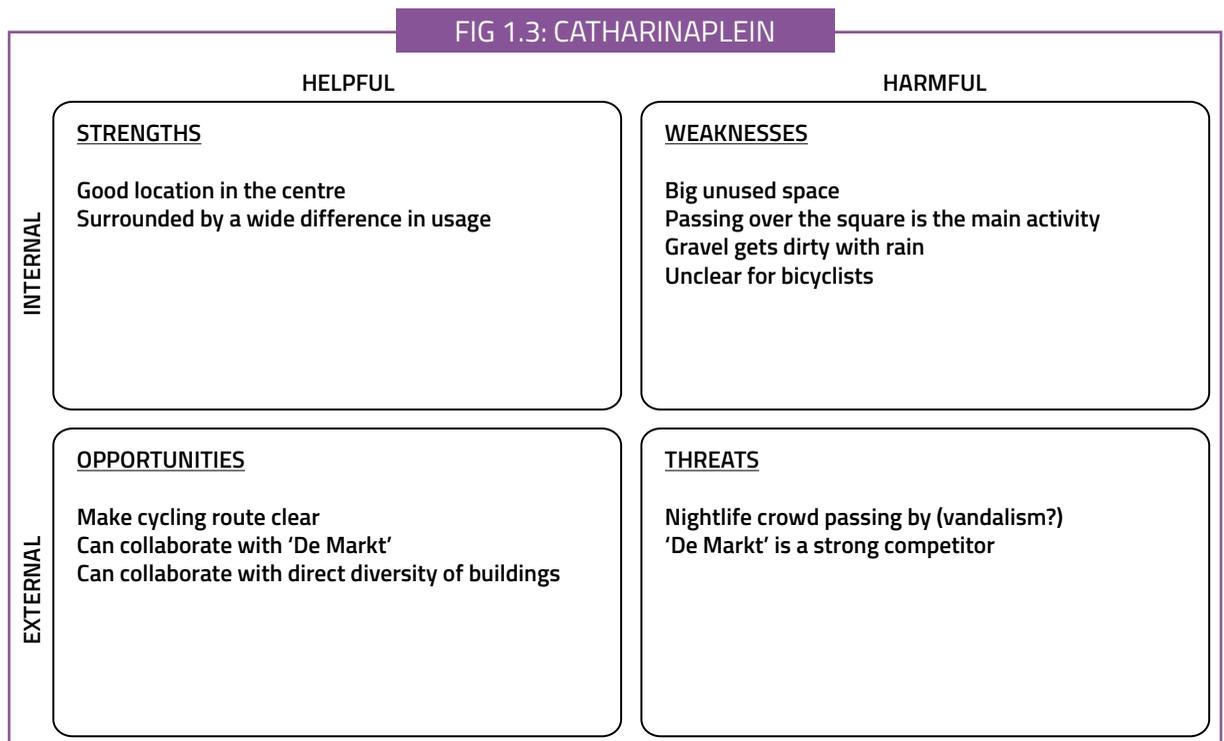 FIG 1.3: CATHARINAPLEIN
HELPFUL
HARMFUL
INTERNAL
STRENGTHS
Good location in the centre
Surrounded by a wide difference in usage
WEAKNESSES
Big unused space
Passing over the square is the main activity
Gravel gets dirty with rain
Unclear for bicyclists
EXTERNAL
OPPORTUNITIES
Make cycling route clear
Can collaborate with ‘De Markt’
Can collaborate with direct diversity of buildings
THREATS
Nightlife crowd passing by (vandalism?)
‘De Markt’ is a strong competitor